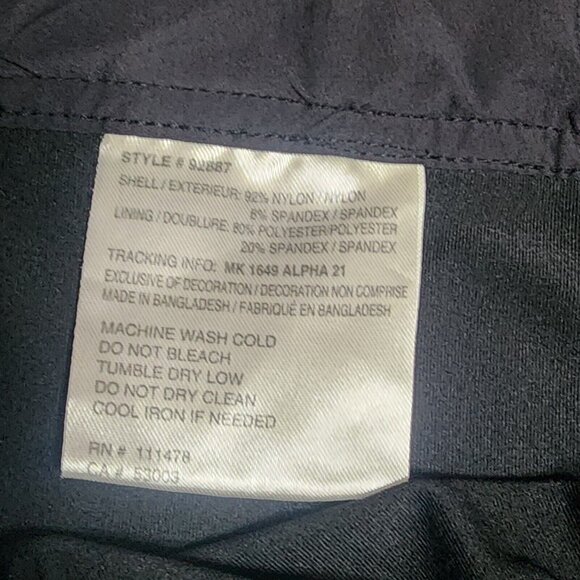 STYLE # 92887
SHELL / EXTERIEUR: 92% NYLON / NYLON
8% SPANDEX / SPANDEX
LINING / DOUBLURE: 80% POLYESTER/POLYESTER
20% SPANDEX / SPANDEX
TRACKING INFO: MK 1649 ALPHA 21
EXCLUSIVE OF DECORATION / DECORATION NON COMPRISE
MADE IN BANGLADESH / FABRIQUÉ EN BANGLADESH
MACHINE WASH COLD
DO NOT BLEACH
TUMBLE DRY LOW
DO NOT DRY CLEAN
COOL IRON IF NEEDED
RN # 111478
CA # 53003